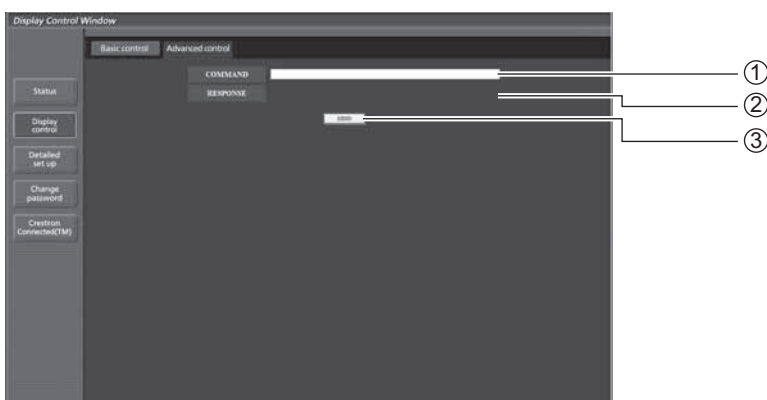 Display Control Window
Basic control Advanced control
COMMAND
①
RESPONSE
②
Status
③
Display
control
Detailed
set up
Change
password
Crestron
Connected(TM)